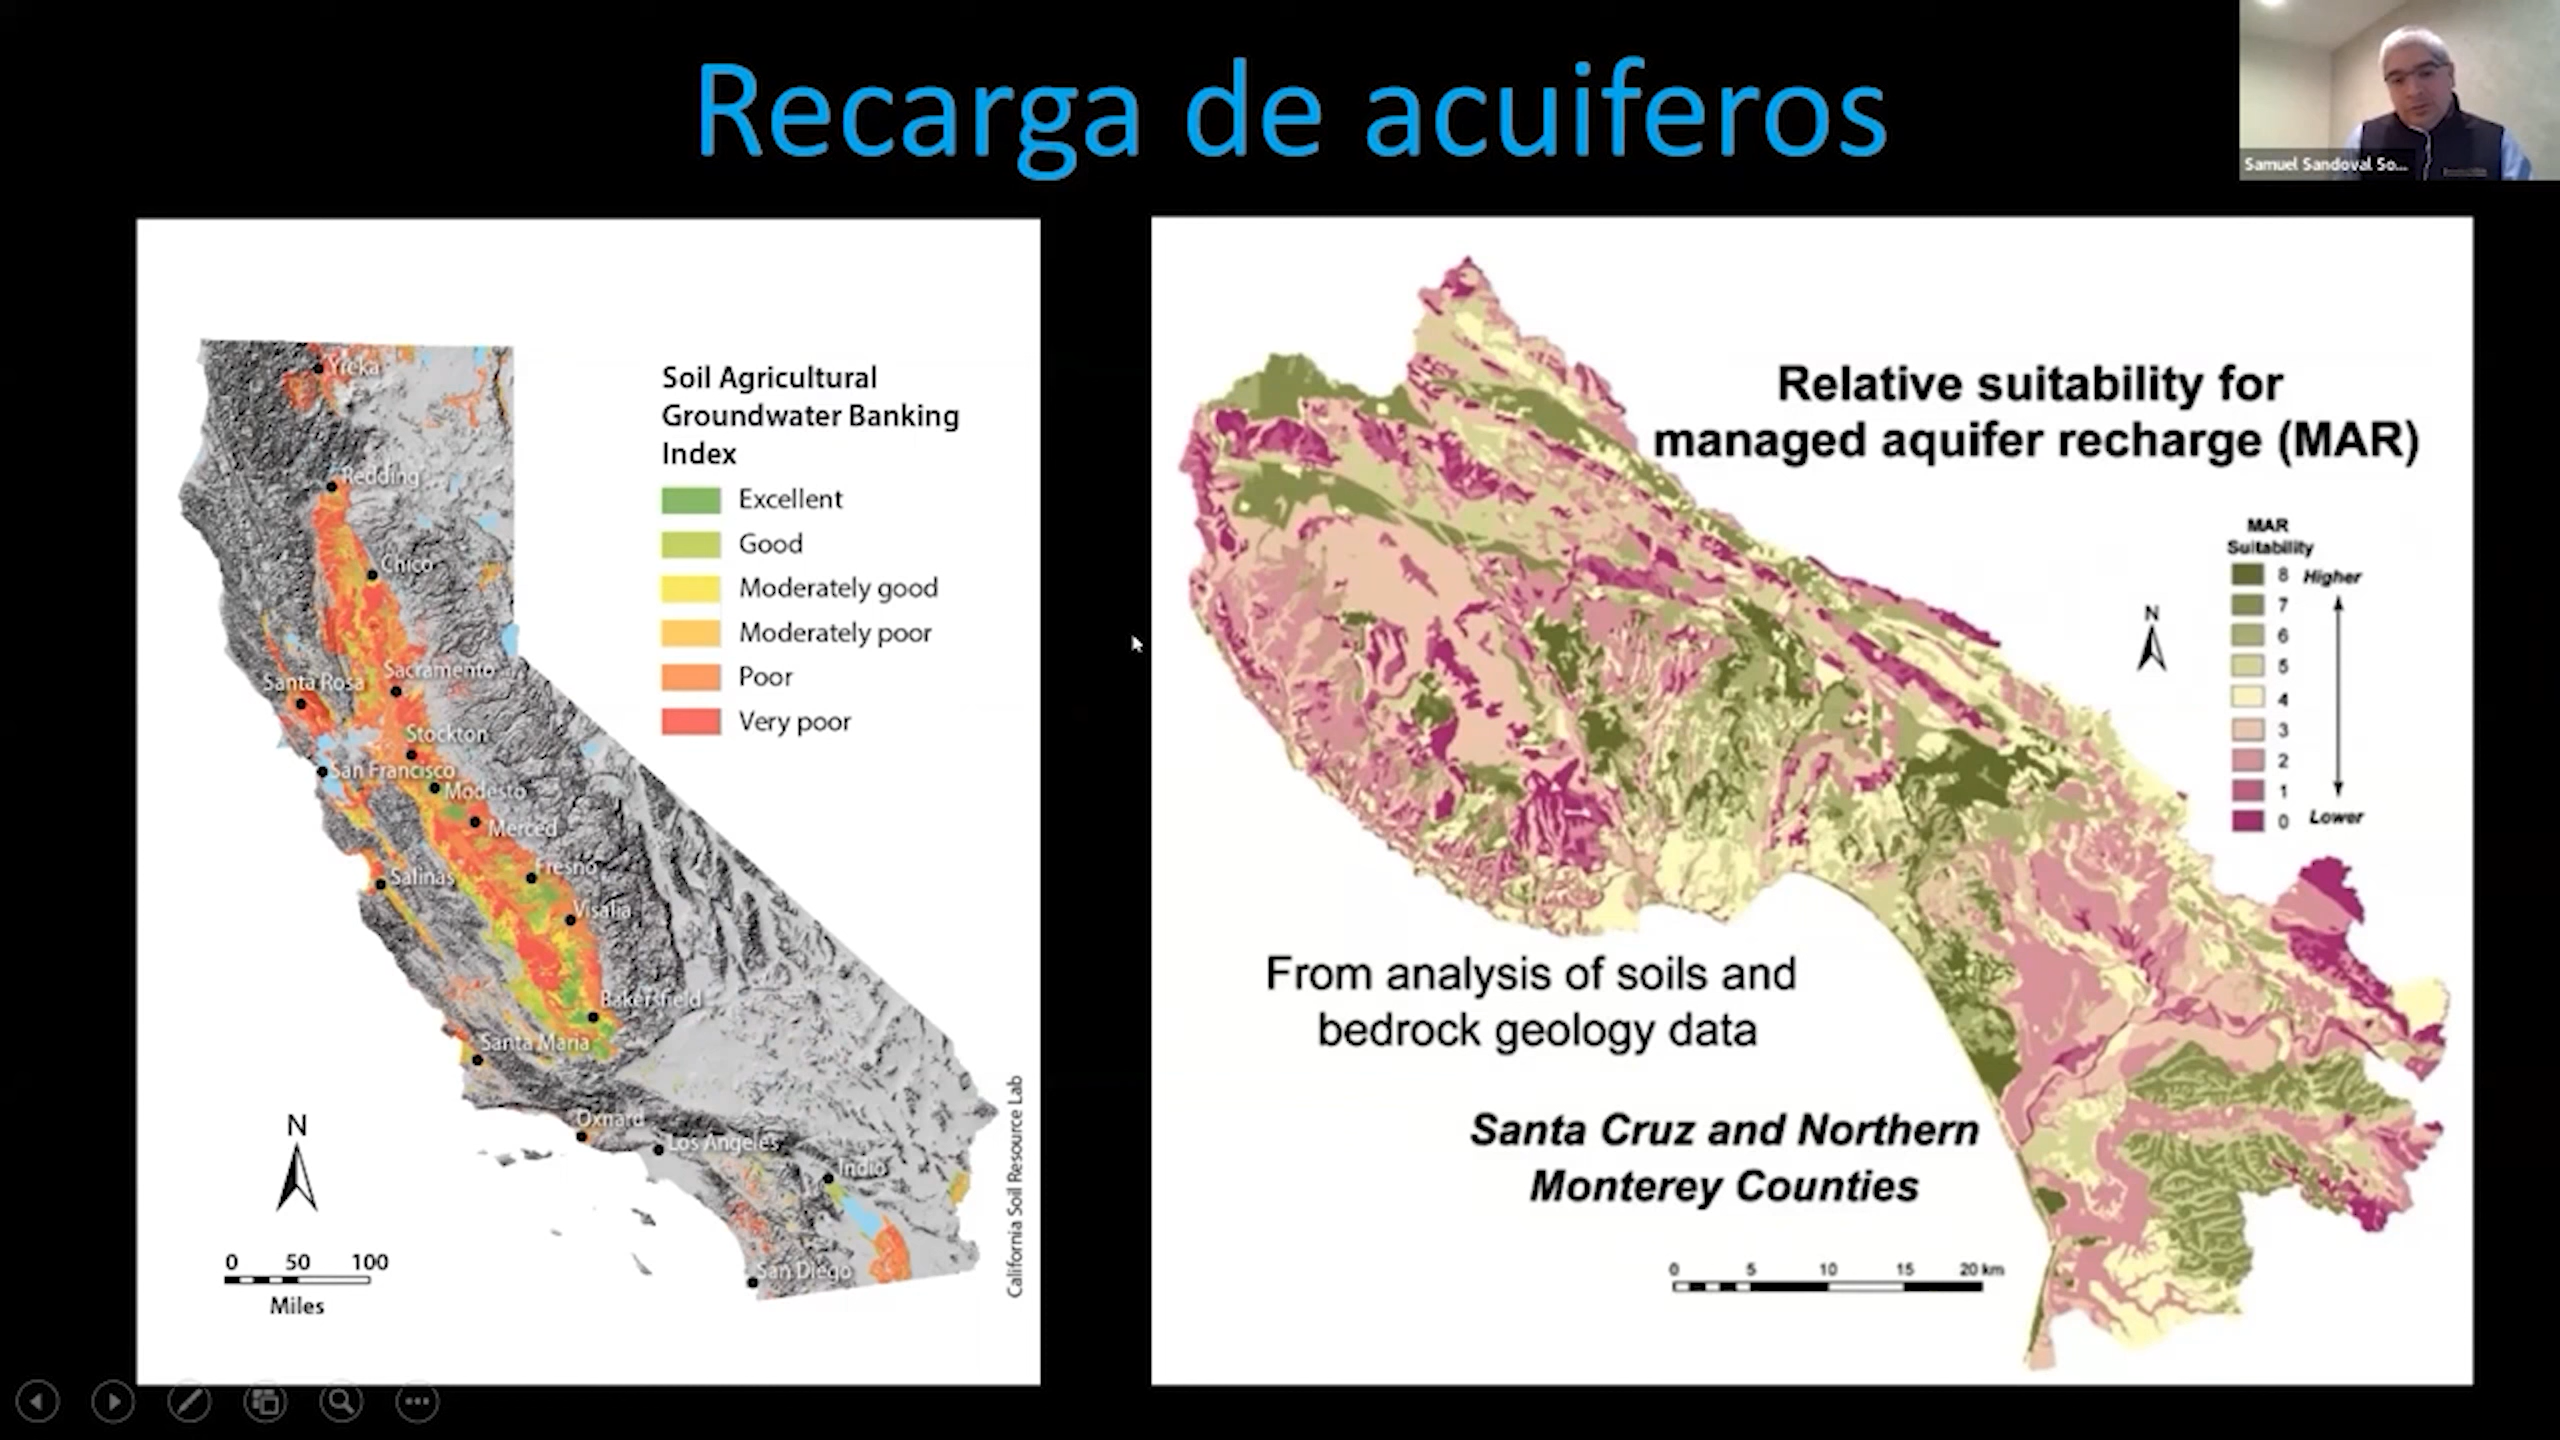 Recarga de acuiferos
Samuel Sandoval So...
Soil Agricultural
Groundwater Banking
Index
Excellent
Good
Moderately good
Moderately poor
Poor
Very poor
Yreka
Redding
Chico
Sacramento
Santa Rosa
Stockton
San Francisco
Modesto
Merced
Fresno
Salinas
Visalia
Bakersfield
Santa Maria
Oxnard
Los Angeles
Indio
San Diego
N
0 50 100
Miles
California Soil Resource Lab
Relative suitability for
managed aquifer recharge (MAR)
MAR
Suitability
8 Higher
7
6
5
4
3
2
1
0 Lower
N
From analysis of soils and
bedrock geology data
Santa Cruz and Northern
Monterey Counties
0 5 10 15 20 km